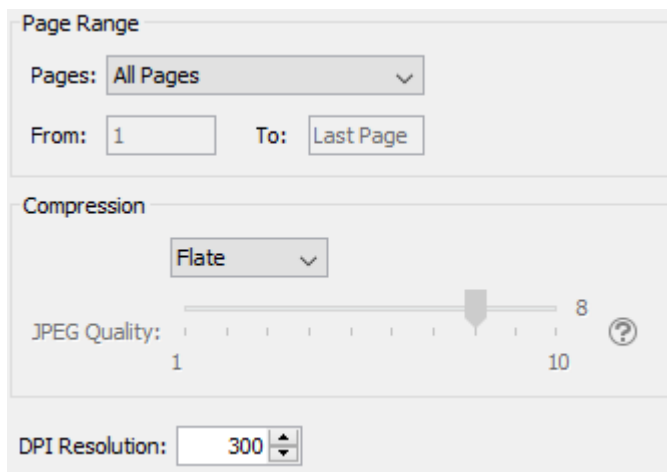 Page Range
Pages: All Pages
From: 1 To: Last Page
Compression
Flate
8
JPEG Quality: ?
1 10
DPI Resolution: 300